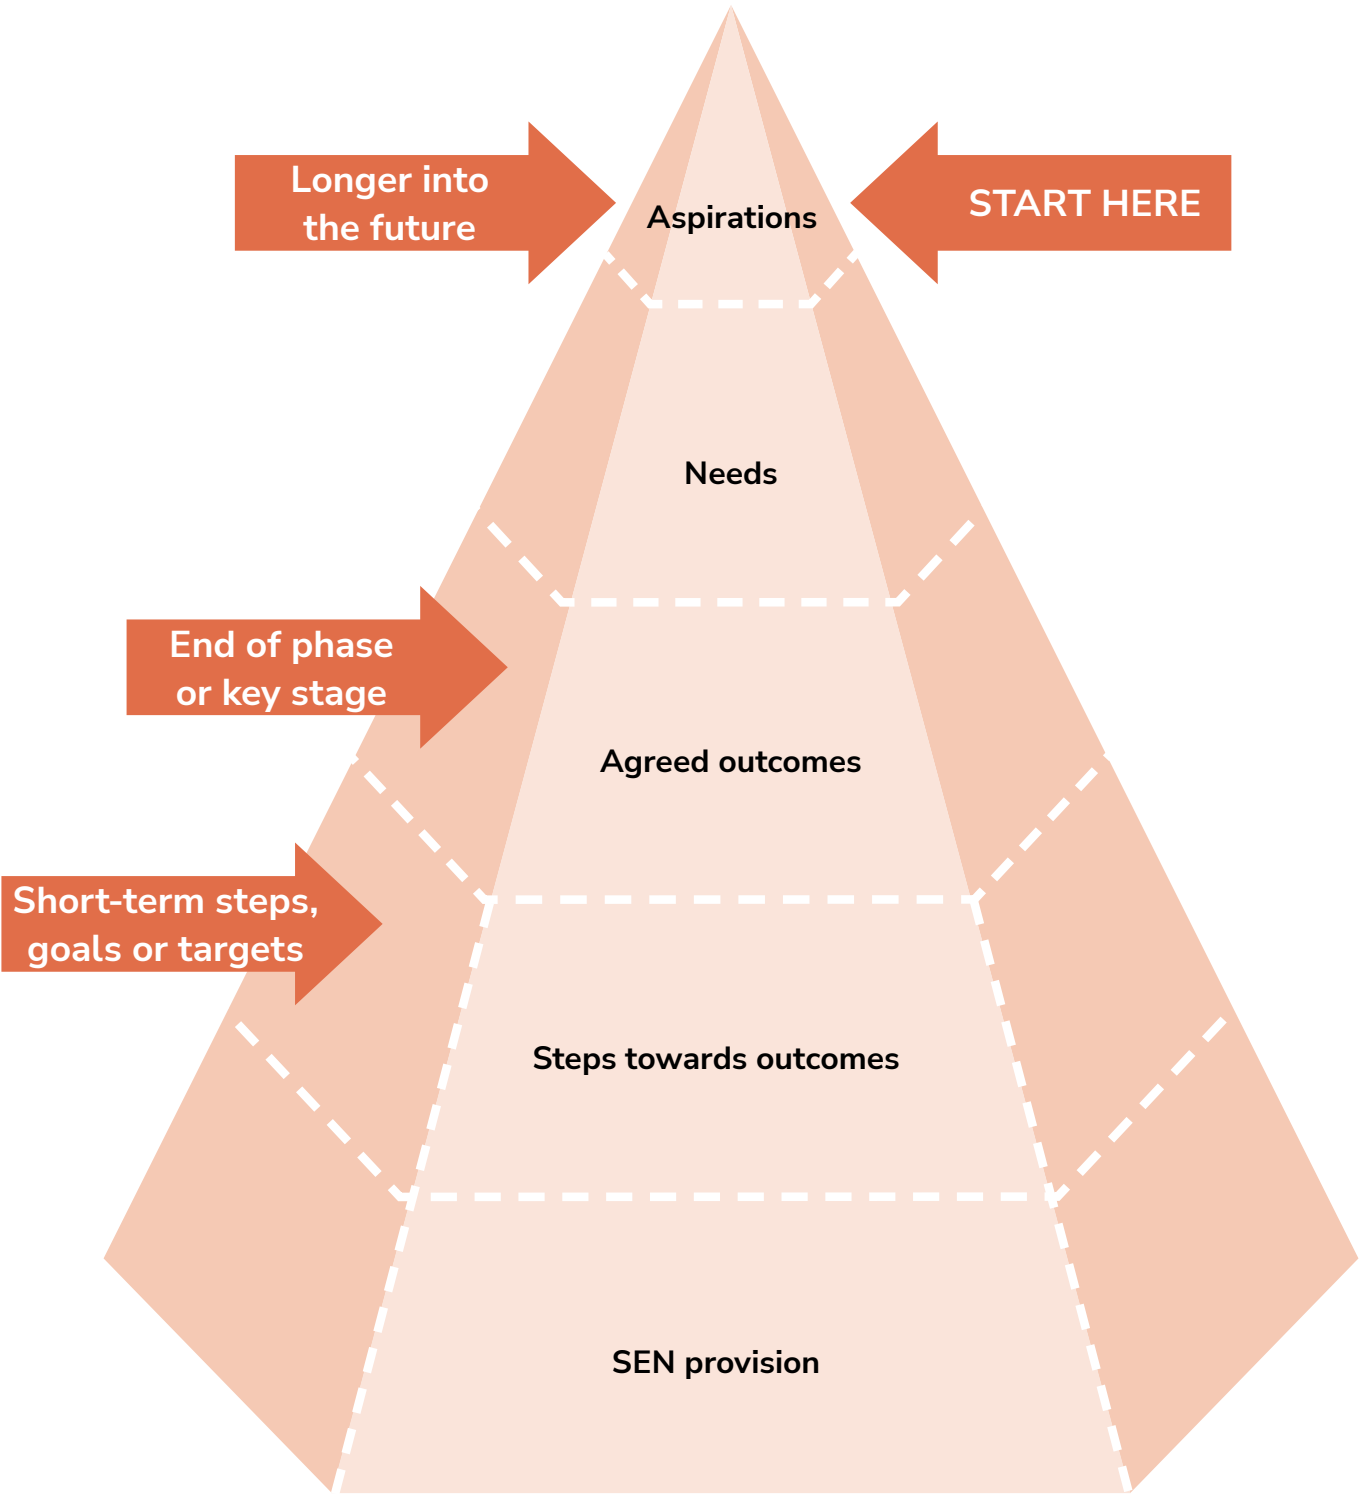 Longer into
the future
START HERE
Aspirations
Needs
End of phase
or key stage
Agreed outcomes
Short-term steps,
goals or targets
Steps towards outcomes
SEN provision